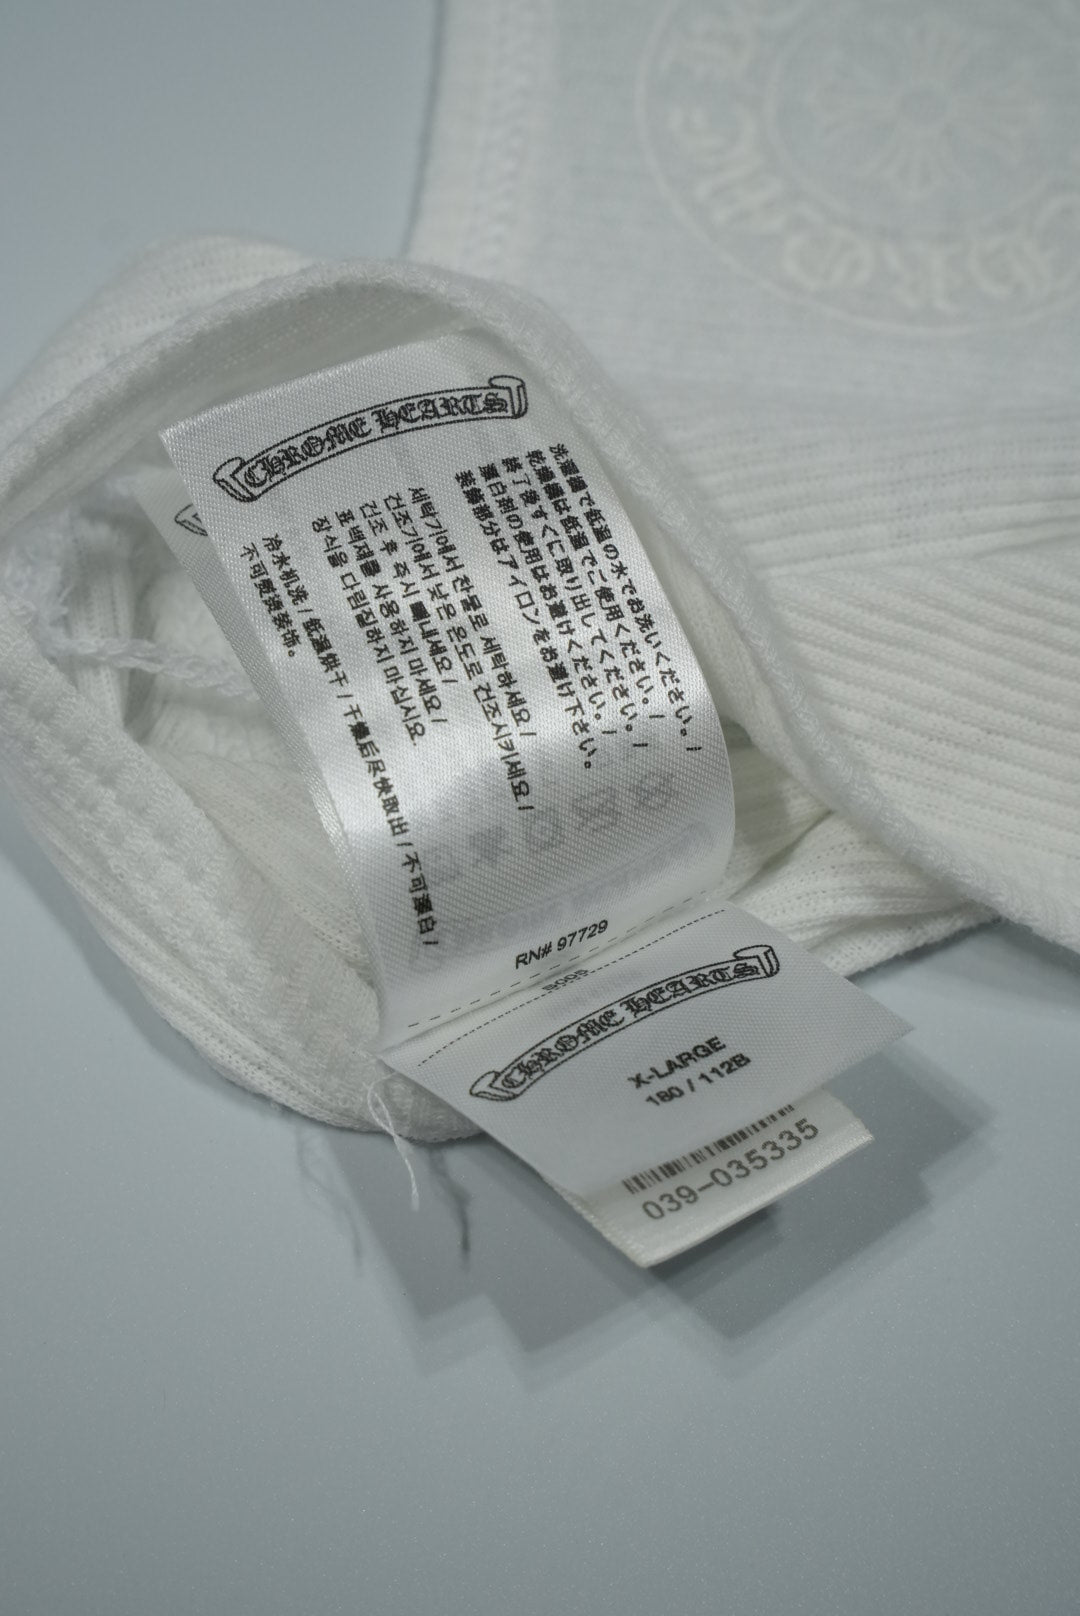 CHROME HEARTS
洗濯機で低温の水でお洗いください。/
乾燥機は低温でご使用ください。/
終了後すぐに取り出してください。/
漂白剤の使用はお避けください。/
装飾部分はアイロンをお避け下さい。
세탁기에서 찬물로 세탁하세요/
건조기에서 낮은 온도로 건조시키세요/
건조 후 즉시 빼내세요/
표백제를 사용하지 마세요/
장식을 다림질하지 마십시오.
冷水机洗/低温烘干/干燥后尽快取出/不可漂白/
不可熨烫装饰。
RN# 97729
CHROME HEARTS
X-LARGE
180 / 112B
039-035335